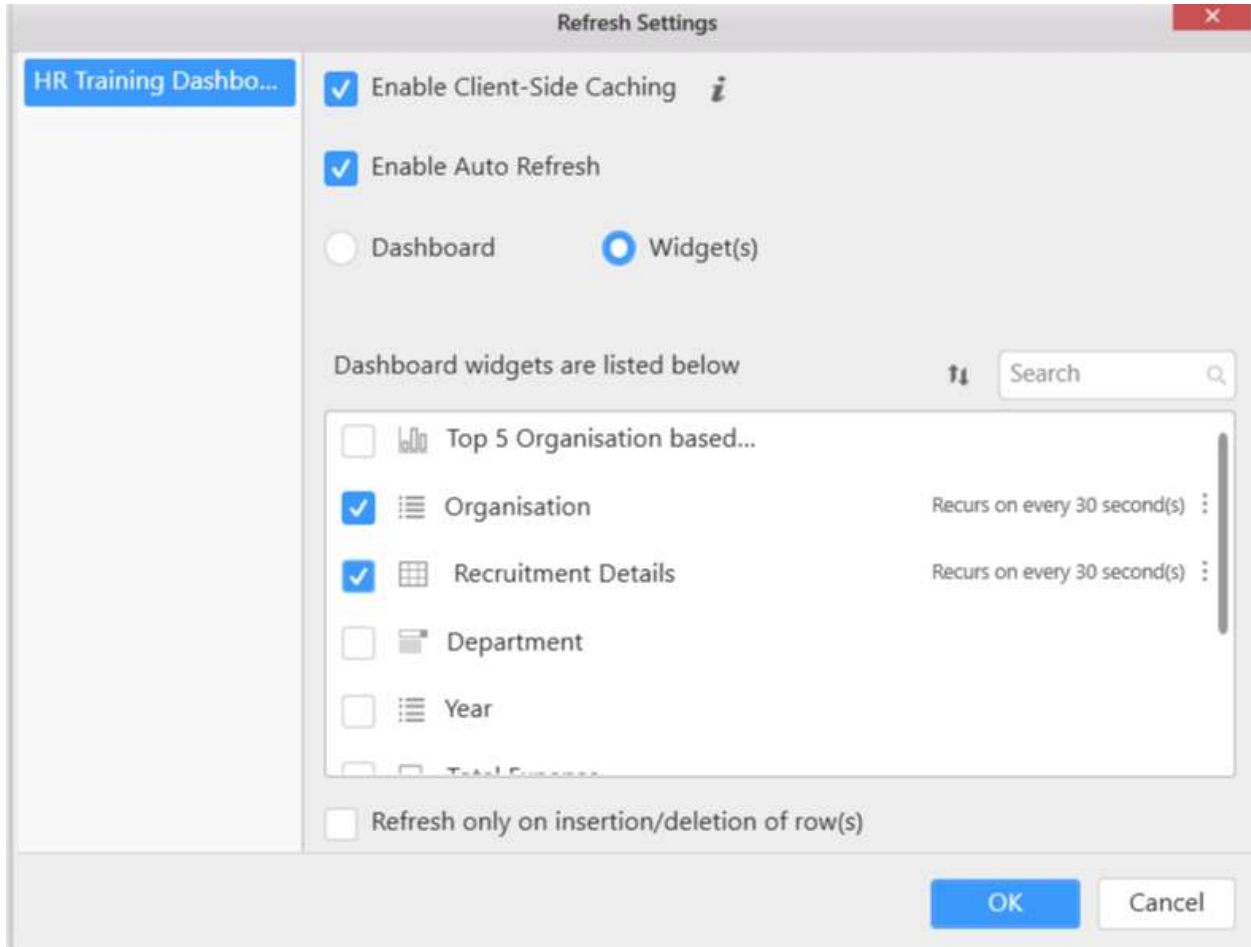 Refresh Settings
HR Training Dashbo...
Enable Client-Side Caching i
Enable Auto Refresh
Dashboard Widget(s)
Dashboard widgets are listed below Search
Top 5 Organisation based...
Organisation Recurs on every 30 second(s)
Recruitment Details Recurs on every 30 second(s)
Department
Year
Refresh only on insertion/deletion of row(s)
OK Cancel